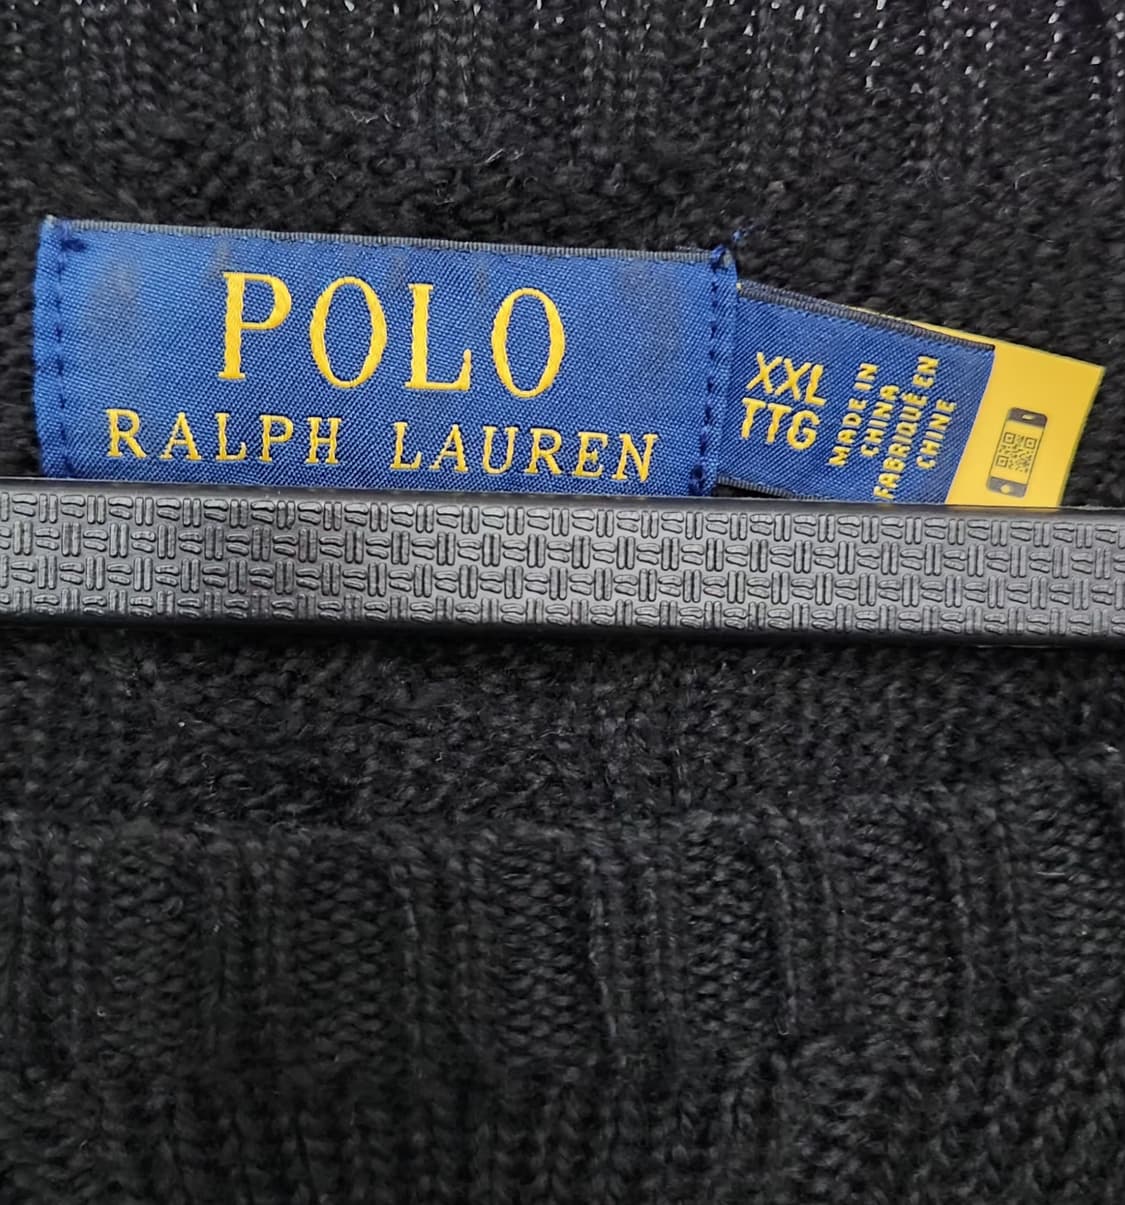 POLO
RALPH LAUREN
XXL
TTG
MADE IN
CHINA
FABRIQUÉ EN
CHINE